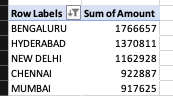 Row Labels Sum of Amount
BENGALURU 1766657
HYDERABAD 1370811
NEW DELHI 1162928
CHENNAI 922887
MUMBAI 917625